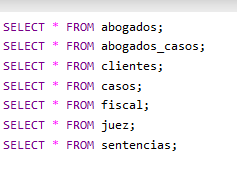 SELECT * FROM abogados;
SELECT * FROM abogados_casos;
SELECT * FROM clientes;
SELECT * FROM casos;
SELECT * FROM fiscal;
SELECT * FROM juez;
SELECT * FROM sentencias;